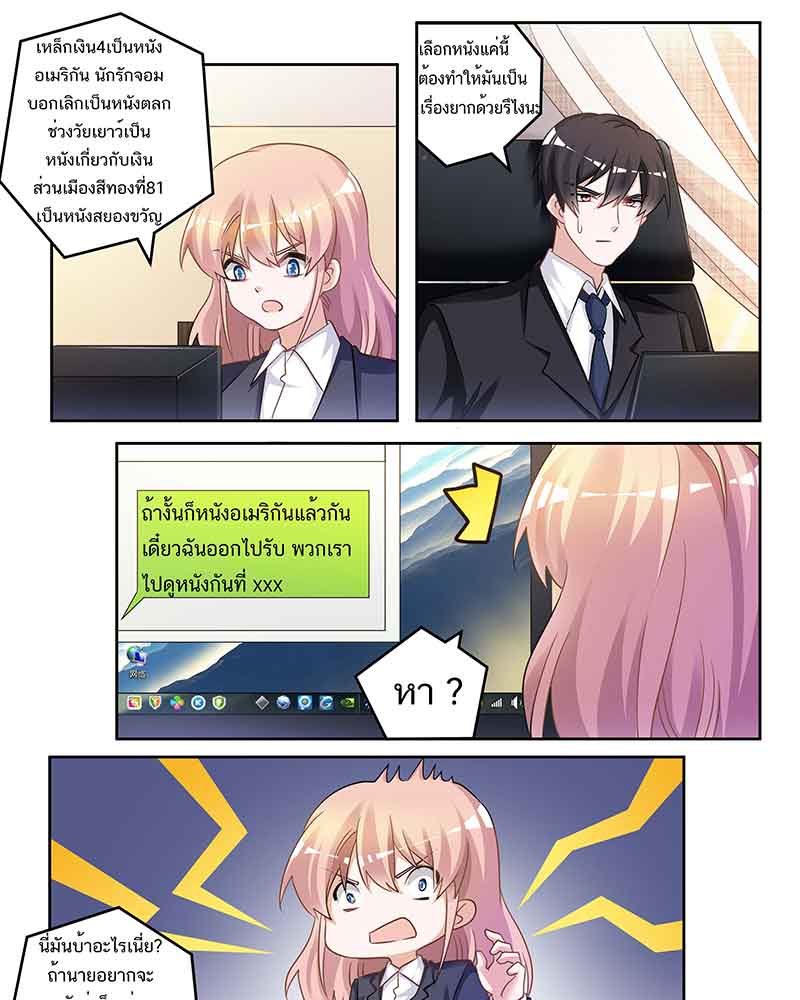 เหล็กเงิน4เป็นหนัง
อเมริกัน นักรักจอม
บอกเลิกเป็นหนังตลก
ช่วงวัยเยาว์เป็น
หนังเกี่ยวกับเงิน
ส่วนเมืองสีทองที่81
เป็นหนังสยองขวัญ
เลือกหนังแค่นี้
ต้องทำให้มันเป็น
เรื่องยากด้วยรึไงนะ
ถ้างั้นก็หนังอเมริกันแล้วกัน
เดี๋ยวฉันออกไปรับ พวกเรา
ไปดูหนังกันที่ xxx
网络
หา ?
นี่มันบ้าอะไรเนี่ย?
ถ้านายอยากจะ